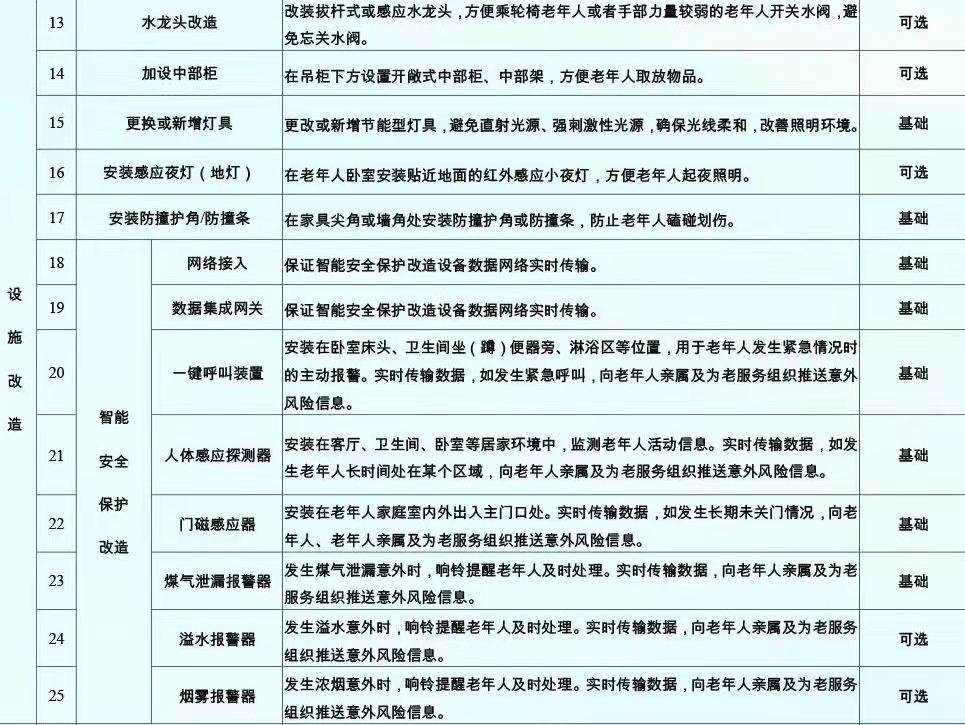 13 水龙头改造 改装拔杆式或感应水龙头，方便乘轮椅老年人或者手部力量较弱的老年人开关水阀，避 可选
免忘关水阀。
14 加设中部柜 在吊柜下方设置开敞式中部柜、中部架，方便老年人取放物品。 可选
15 更换或新增灯具 更改或新增节能型灯具，避免直射光源、强刺激性光源，确保光线柔和，改善照明环境。 基础
16 安装感应夜灯（地灯） 在老年人卧室安装贴近地面的红外感应小夜灯，方便老年人起夜照明。 可选
17 安装防撞护角/防撞条 在家具尖角或墙角处安装防撞护角或防撞条，防止老年人磕碰划伤。 基础
设施改造
智能安全保护改造
18 网络接入 保证智能安全保护改造设备数据网络实时传输。 基础
19 数据集成网关 保证智能安全保护改造设备数据网络实时传输。 基础
20 一键呼叫装置 安装在卧室床头、卫生间坐（蹲）便器旁、淋浴区等位置，用于老年人发生紧急情况时 基础
的主动报警。实时传输数据，如发生紧急呼叫，向老年人亲属及为老服务组织推送意外
风险信息。
21 人体感应探测器 安装在客厅、卫生间、卧室等居家环境中，监测老年人活动信息。实时传输数据，如发 基础
生老年人长时间处在某个区域，向老年人亲属及为老服务组织推送意外风险信息。
22 门磁感应器 安装在老年人家庭室内外出入主门口处。实时传输数据，如发生长期未关门情况，向老 基础
年人、老年人亲属及为老服务组织推送意外风险信息。
23 煤气泄漏报警器 发生煤气泄漏意外时，响铃提醒老年人及时处理。实时传输数据，向老年人亲属及为老 基础
服务组织推送意外风险信息。
24 溢水报警器 发生溢水意外时，响铃提醒老年人及时处理。实时传输数据，向老年人亲属及为老服务 可选
组织推送意外风险信息。
25 烟雾报警器 发生浓烟意外时，响铃提醒老年人及时处理。实时传输数据，向老年人亲属及为老服务 可选
组织推送意外风险信息。